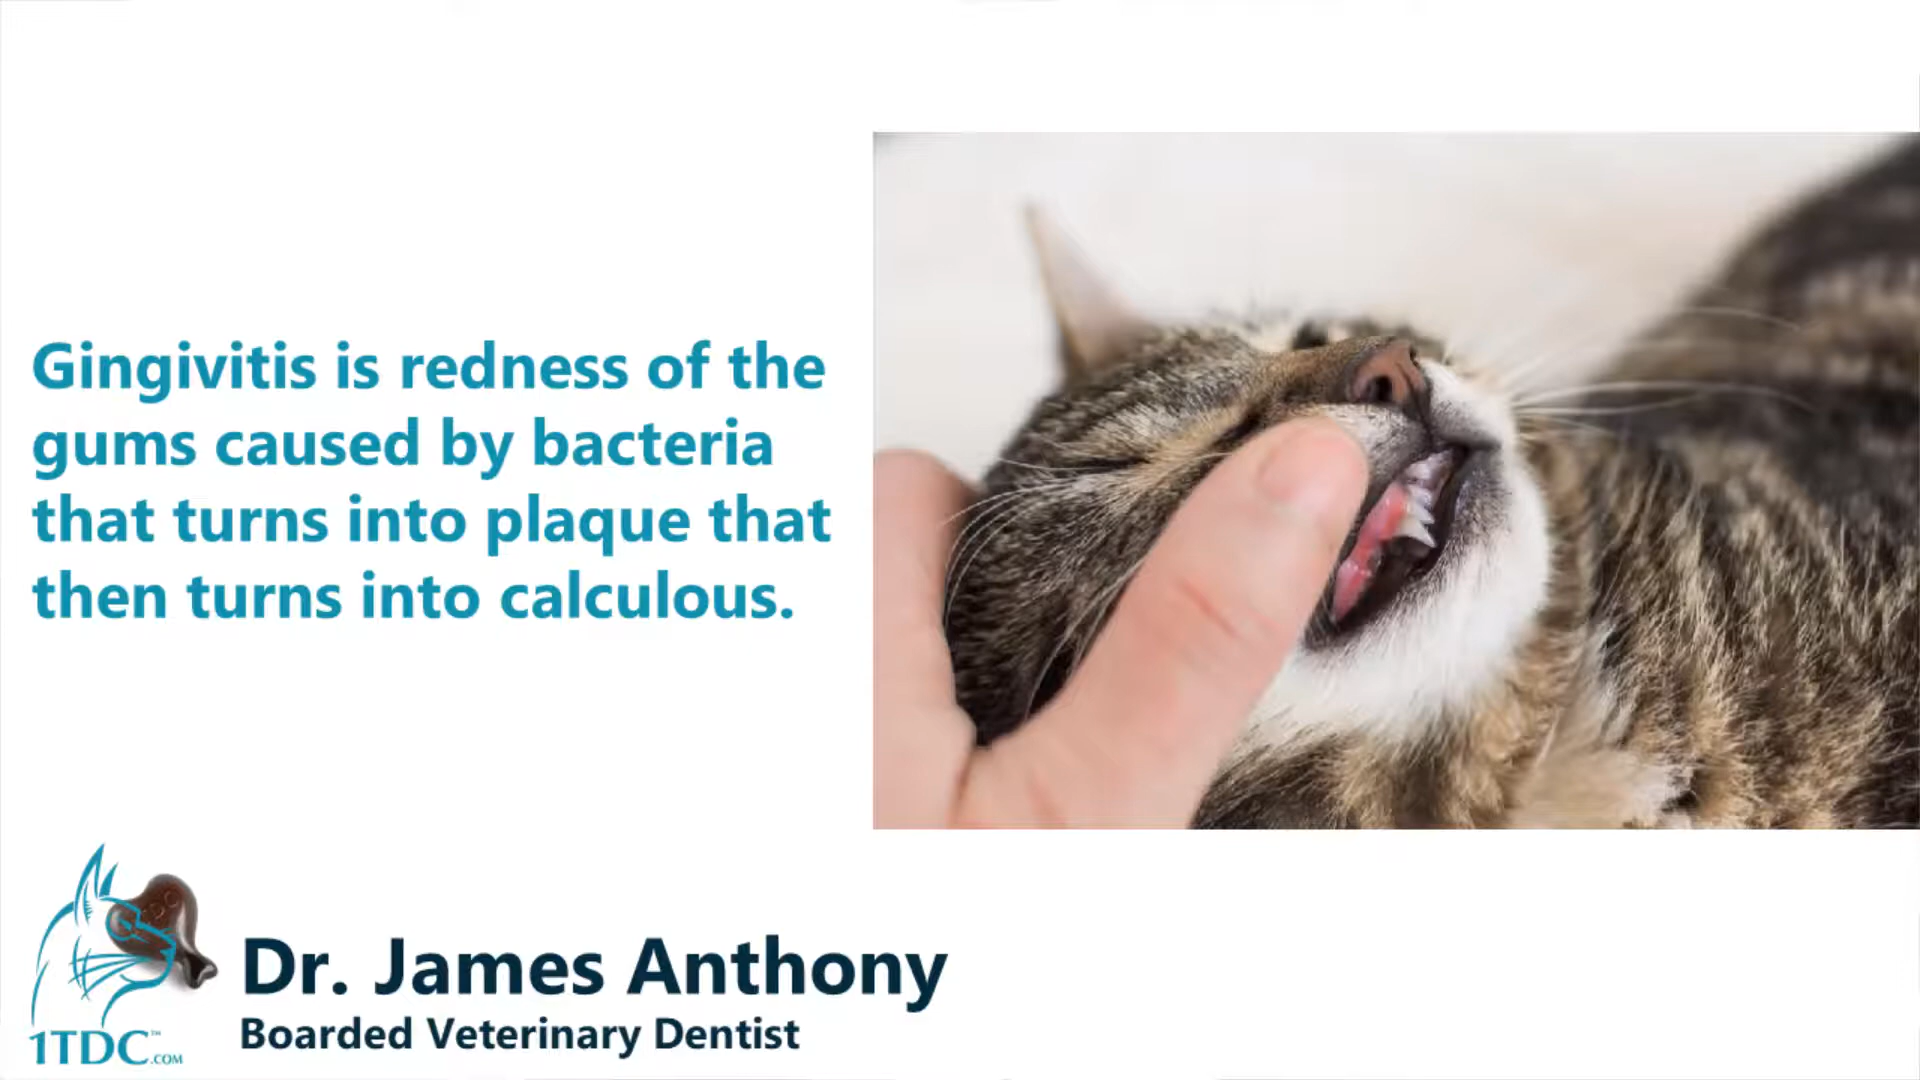 Gingivitis is redness of the
gums caused by bacteria
that turns into plaque that
then turns into calculous.
Dr. James Anthony
Boarded Veterinary Dentist
1TDC™.COM